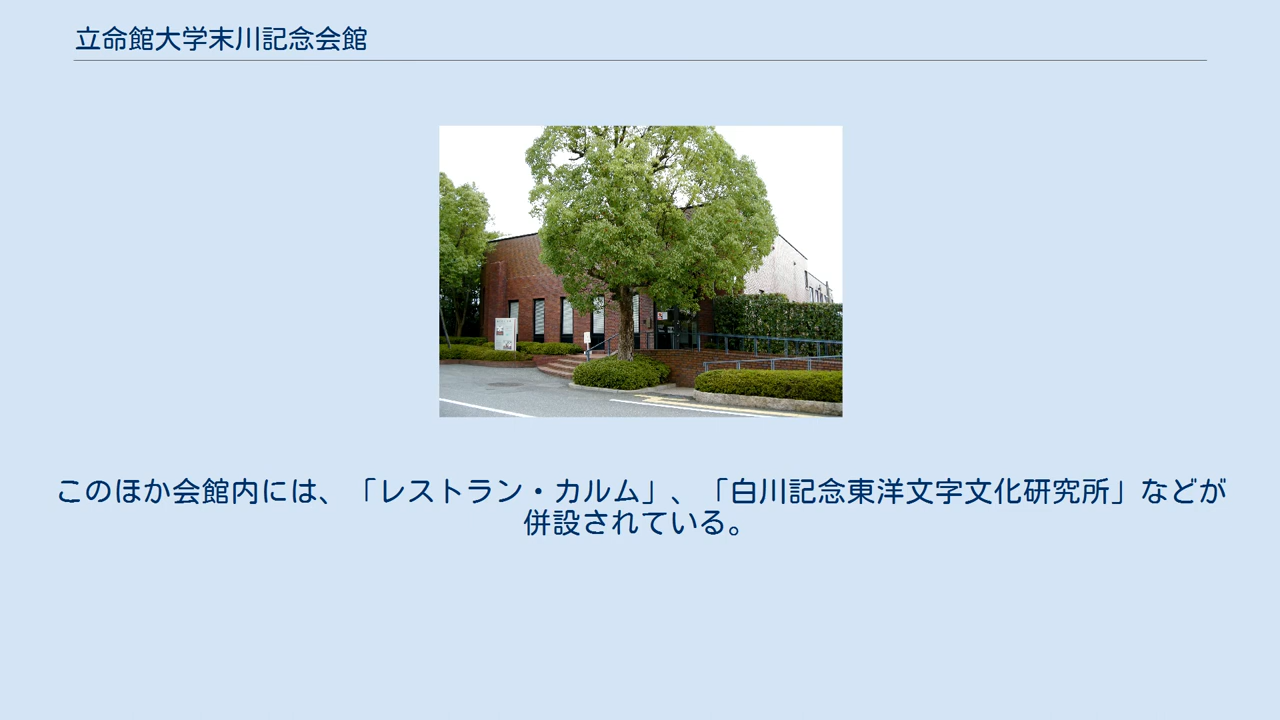 立命館大学末川記念会館
このほか会館内には、「レストラン・カルム」、「白川記念東洋文字文化研究所」などが
併設されている。